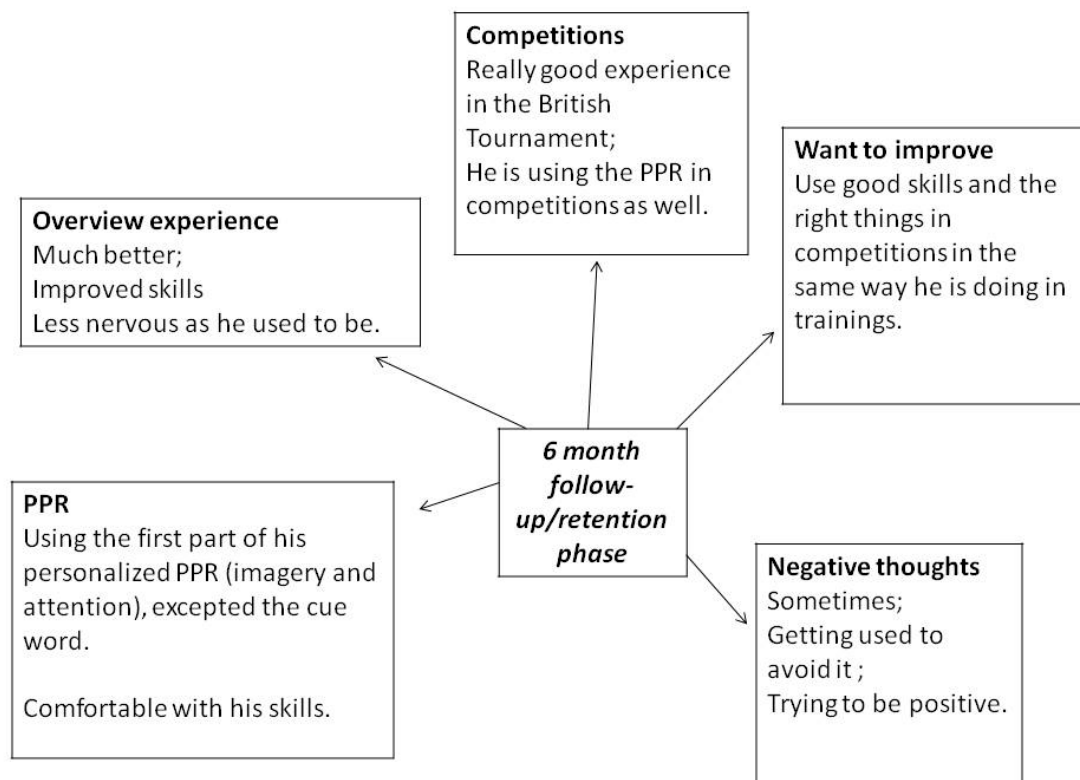 Competitions
Really good experience
in the British
Tournament;
He is using the PPR in
competitions as well.
Want to improve
Use good skills and the
right things in
competitions in the
same way he is doing in
trainings.
Overview experience
Much better;
Improved skills
Less nervous as he used to be.
6 month
follow-
up/retention
phase
PPR
Using the first part of his
personalized PPR (imagery and
attention), excepted the cue
word.
Comfortable with his skills.
Negative thoughts
Sometimes;
Getting used to
avoid it ;
Trying to be positive.